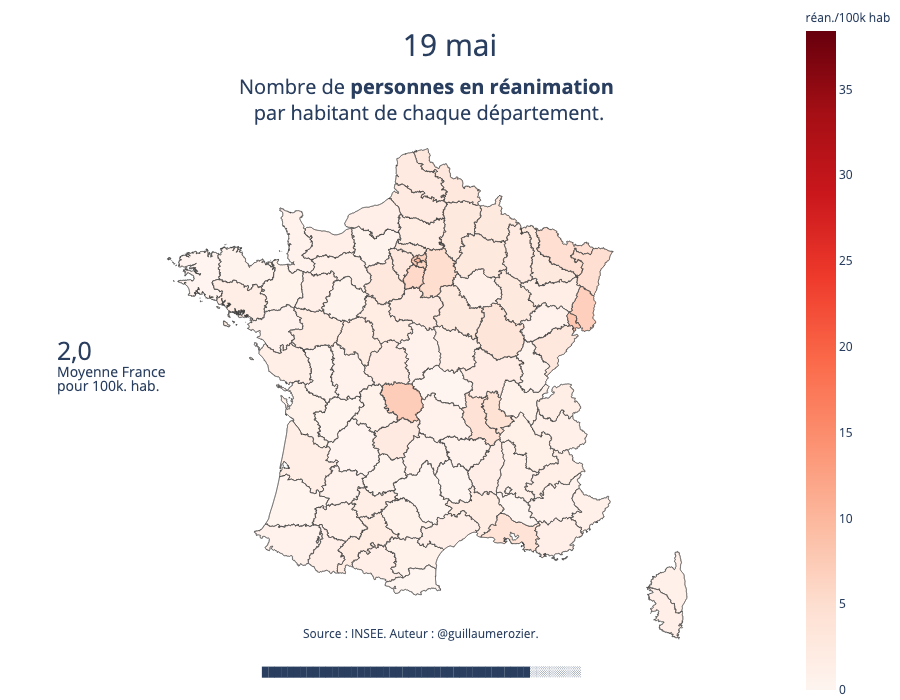 réan./100k hab
19 mai
Nombre de personnes en réanimation
par habitant de chaque département.
35
30
25
20
15
10
5
0
2,0
Moyenne France
pour 100k. hab.
Source : INSEE. Auteur : @guillaumerozier.